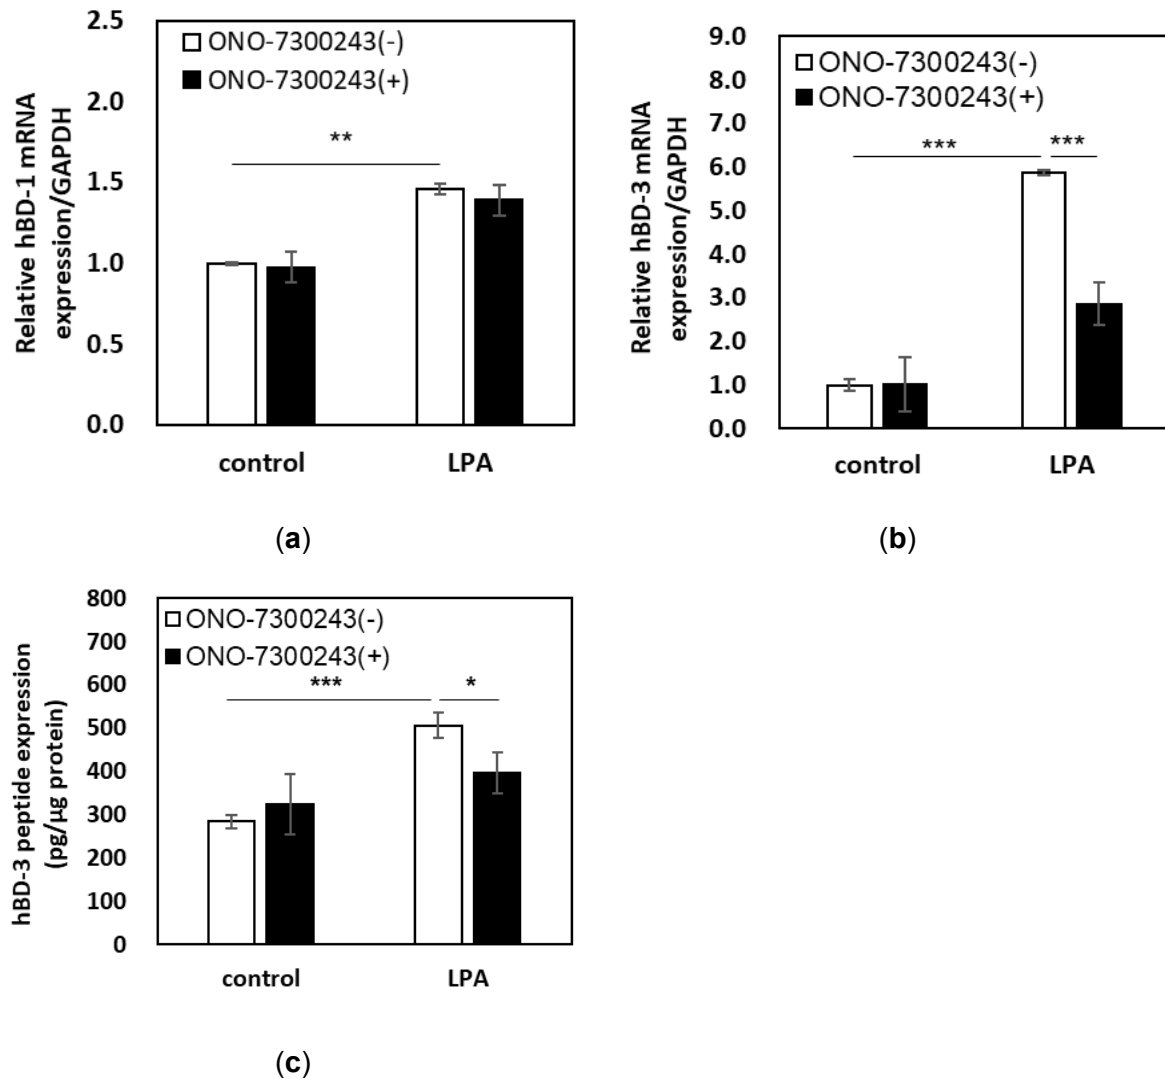 Relative hBD-1 mRNA
expression/GAPDH
2.5
2.0
1.5
1.0
0.5
0.0
ONO-7300243(-)
ONO-7300243(+)
**
control
LPA
(a)
Relative hBD-3 mRNA
expression/GAPDH
9.0
8.0
7.0
6.0
5.0
4.0
3.0
2.0
1.0
0.0
ONO-7300243(-)
ONO-7300243(+)
***
***
control
LPA
(b)
hBD-3 peptide expression
(pg/µg protein)
800
700
600
500
400
300
200
100
0
ONO-7300243(-)
ONO-7300243(+)
***
*
control
LPA
(c)